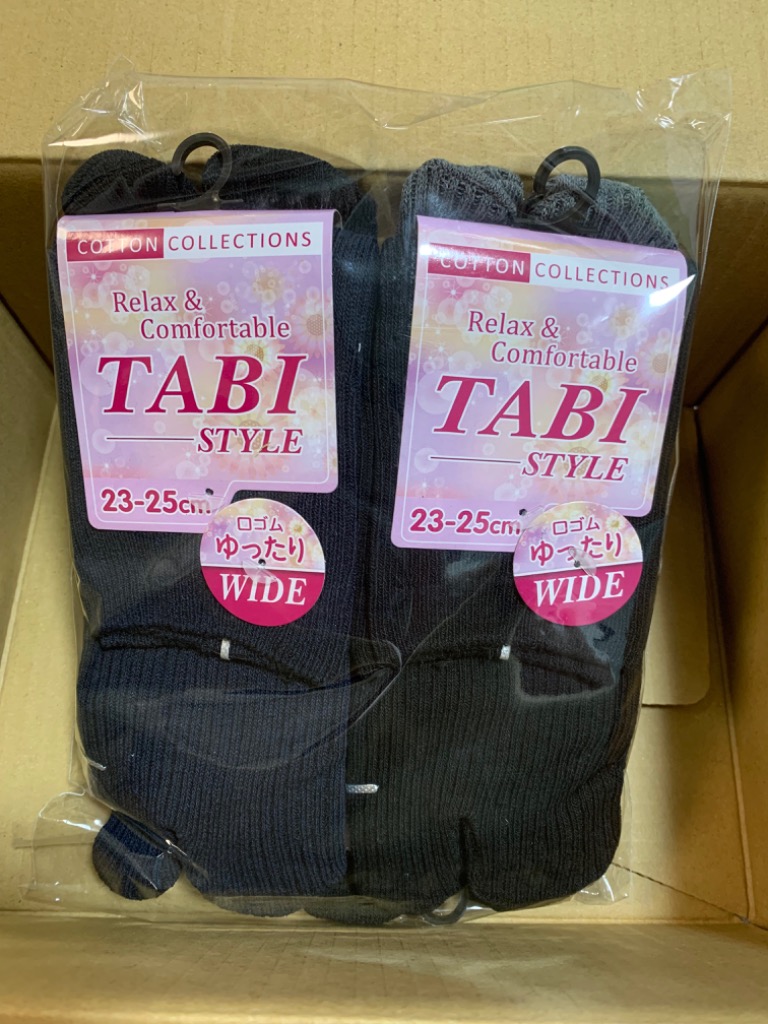 COTTON COLLECTIONS
Relax &
Comfortable
TABI
STYLE
23-25cm
口ゴム
ゆったり
WIDE
COTTON COLLECTIONS
Relax &
Comfortable
TABI
STYLE
23-25cm
口ゴム
ゆったり
WIDE